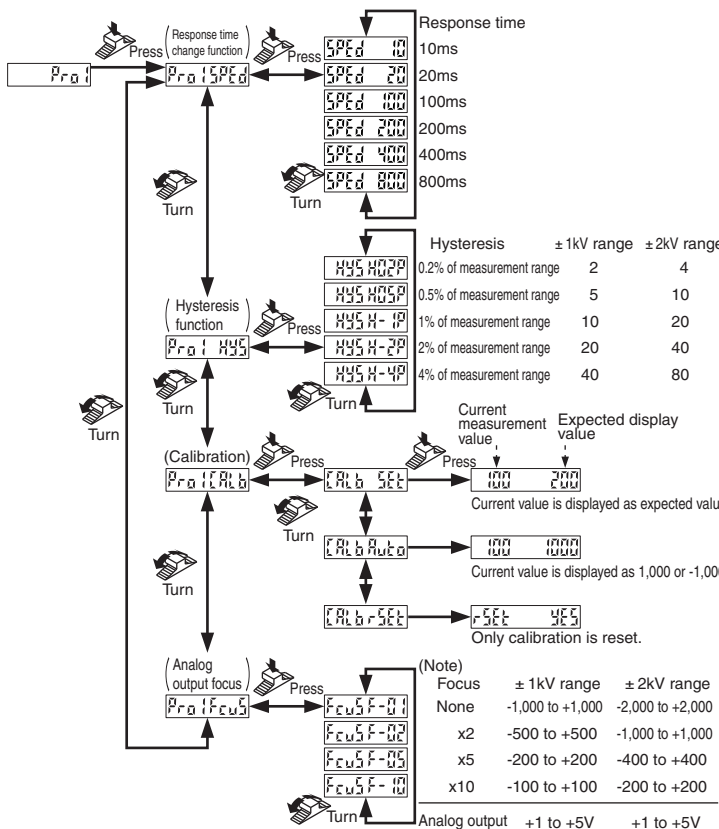 Response time
(Response time change function)
Press
Press
Pro1
Pro1SPEd
SPEd 10 10ms
SPEd 20 20ms
SPEd 100 100ms
SPEd 200 200ms
SPEd 400 400ms
SPEd 800 800ms
Turn
Turn
Hysteresis ±1kV range ±2kV range
HYS H02P 0.2% of measurement range 2 4
HYS H05P 0.5% of measurement range 5 10
HYS H-1P 1% of measurement range 10 20
HYS H-2P 2% of measurement range 20 40
HYS H-4P 4% of measurement range 40 80
(Hysteresis function)
Press
Pro1 HYS
Turn
Turn
Turn
(Calibration)
Press
Press
Current measurement value
Expected display value
Pro1CALb
CALb SEt
100 200
Current value is displayed as expected valu
Turn
CALbAuto
100 1000
Current value is displayed as 1,000 or -1,00
Turn
CALbrSEt
rSEt YES
Only calibration is reset.
(Analog output focus)
Press
Pro1FcuS
FcuSF-01
FcuSF-02
FcuSF-05
FcuSF-10
Turn
(Note)
Focus ±1kV range ±2kV range
None -1,000 to +1,000 -2,000 to +2,000
x2 -500 to +500 -1,000 to +1,000
x5 -200 to +200 -400 to +400
x10 -100 to +100 -200 to +200
Analog output +1 to +5V +1 to +5V